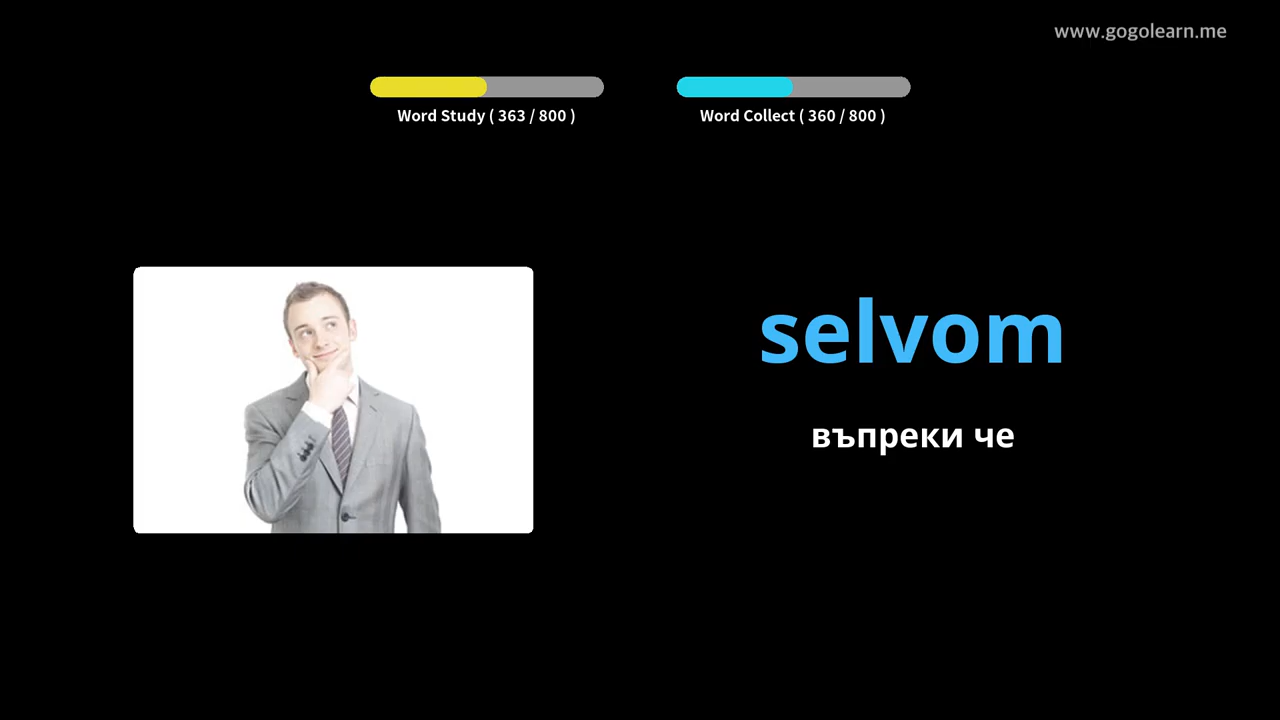 www.gogolearn.me
Word Study ( 363 / 800 )
Word Collect ( 360 / 800 )
selvom
въпреки че